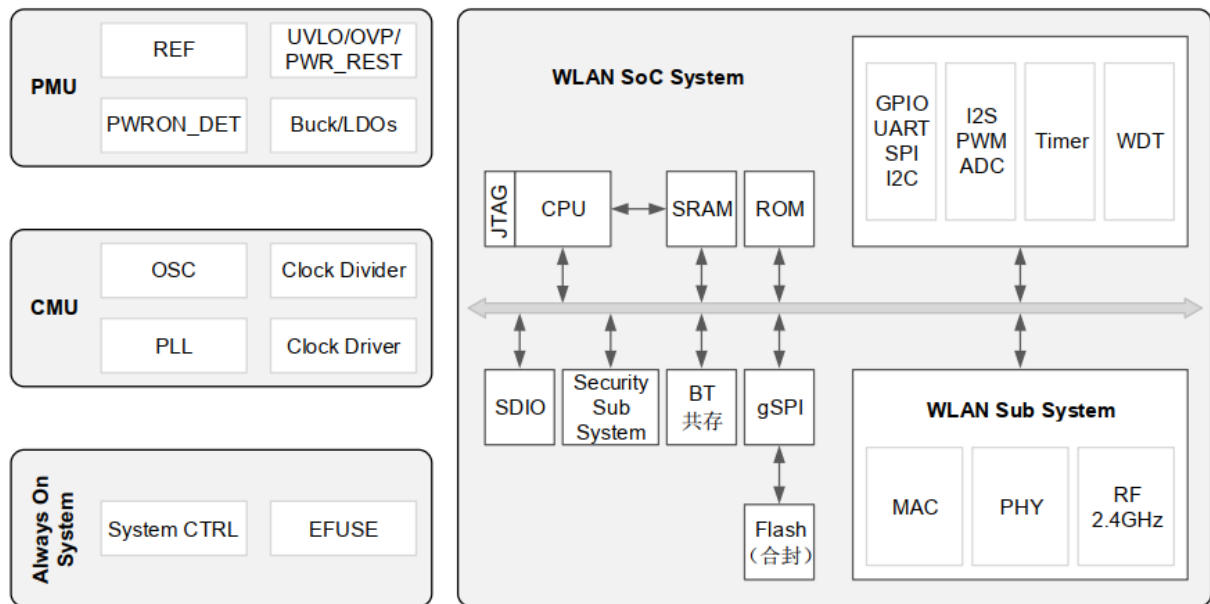 PMU
REF
UVLO/OVP/
PWR_REST
PWRON_DET
Buck/LDOs
CMU
OSC
Clock Divider
PLL
Clock Driver
Always On
System
System CTRL
EFUSE
WLAN SoC System
GPIO
UART
SPI
I2C
I2S
PWM
ADC
Timer
WDT
JTAG
CPU
SRAM
ROM
SDIO
Security
Sub
System
BT
共存
gSPI
Flash
（合封）
WLAN Sub System
MAC
PHY
RF
2.4GHz